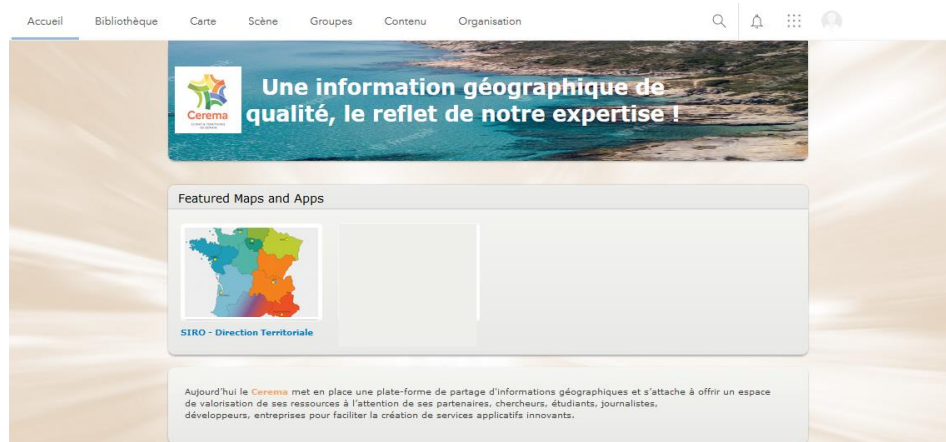 Accueil Bibliothèque Carte Scène Groupes Contenu Organisation
Une information géographique de
qualité, le reflet de notre expertise !
Cerema
Featured Maps and Apps
SIRO - Direction Territoriale
Aujourd'hui le Cerema met en place une plate-forme de partage d'informations géographiques et s'attache à offrir un espace
de valorisation de ses ressources à l'attention de ses partenaires, chercheurs, étudiants, journalistes,
développeurs, entreprises pour faciliter la création de services applicatifs innovants.